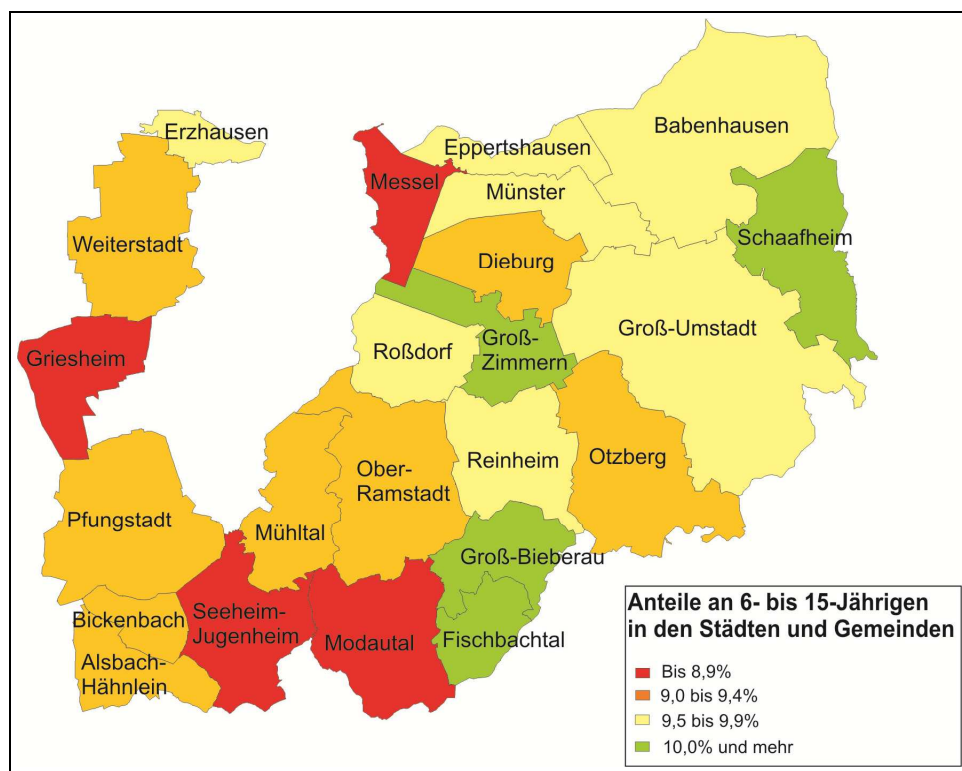 Erzhausen
Babenhausen
Eppertshausen
Messel
Münster
Schaafheim
Weiterstadt
Dieburg
Groß-Umstadt
Griesheim
Roßdorf
Groß-
Zimmern
Reinheim
Otzberg
Ober-
Ramstadt
Pfungstadt
Mühltal
Groß-Bieberau
Bickenbach
Seeheim-
Jugenheim
Modautal
Fischbachtal
Alsbach-
Hähnlein
Anteile an 6- bis 15-Jährigen
in den Städten und Gemeinden
Bis 8,9%
9,0 bis 9,4%
9,5 bis 9,9%
10,0% und mehr